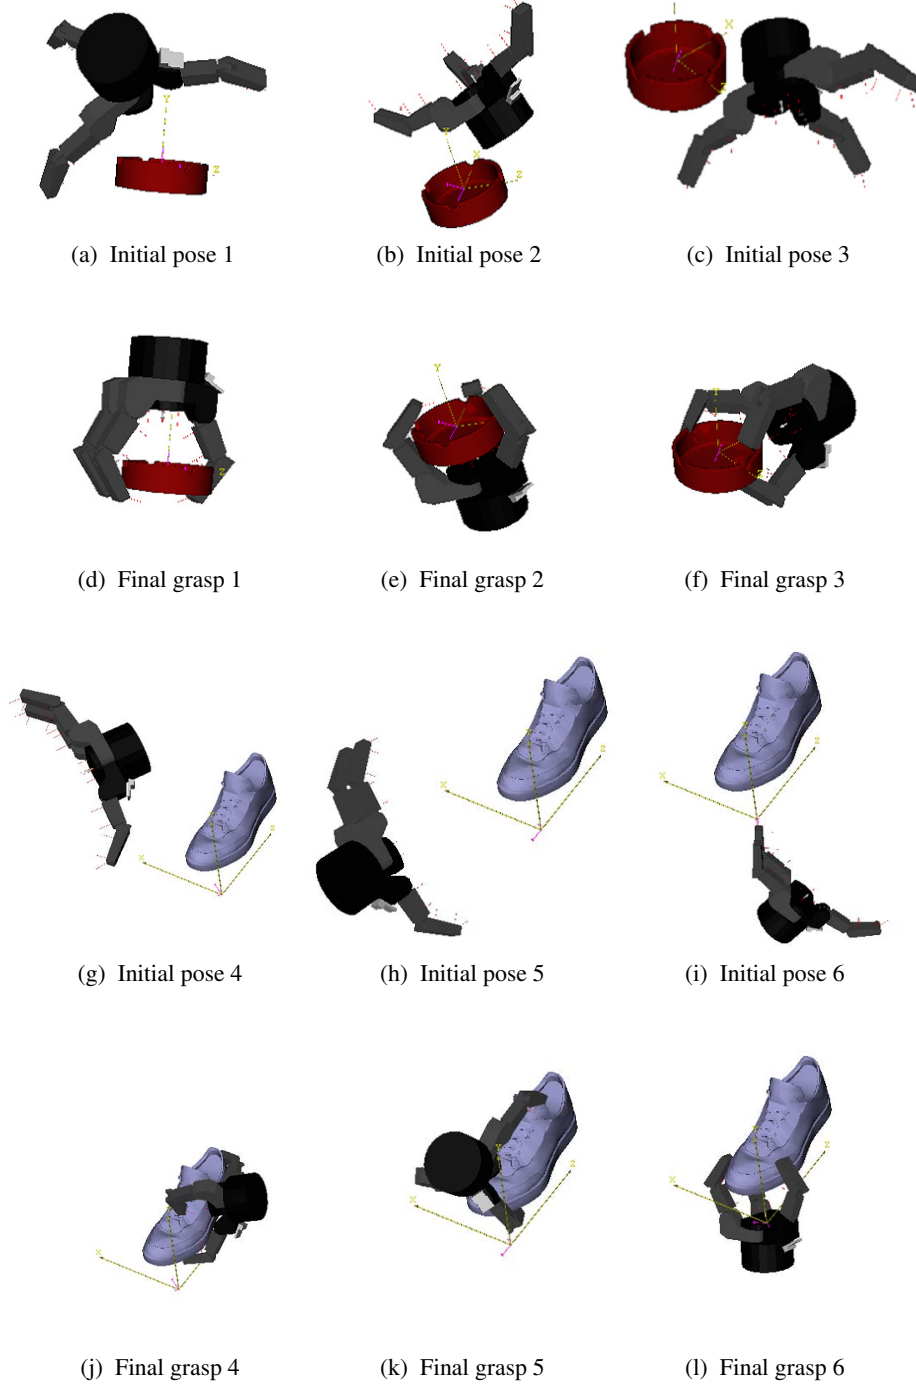 Y
Z
Y
X
Z
X
Z
(a) Initial pose 1
(b) Initial pose 2
(c) Initial pose 3
Z
Y
Y
Z
(d) Final grasp 1
(e) Final grasp 2
(f) Final grasp 3
Y
X
Z
X
Z
X
Z
(g) Initial pose 4
(h) Initial pose 5
(i) Initial pose 6
X
Y
X
Z
Y
X
Z
(j) Final grasp 4
(k) Final grasp 5
(l) Final grasp 6